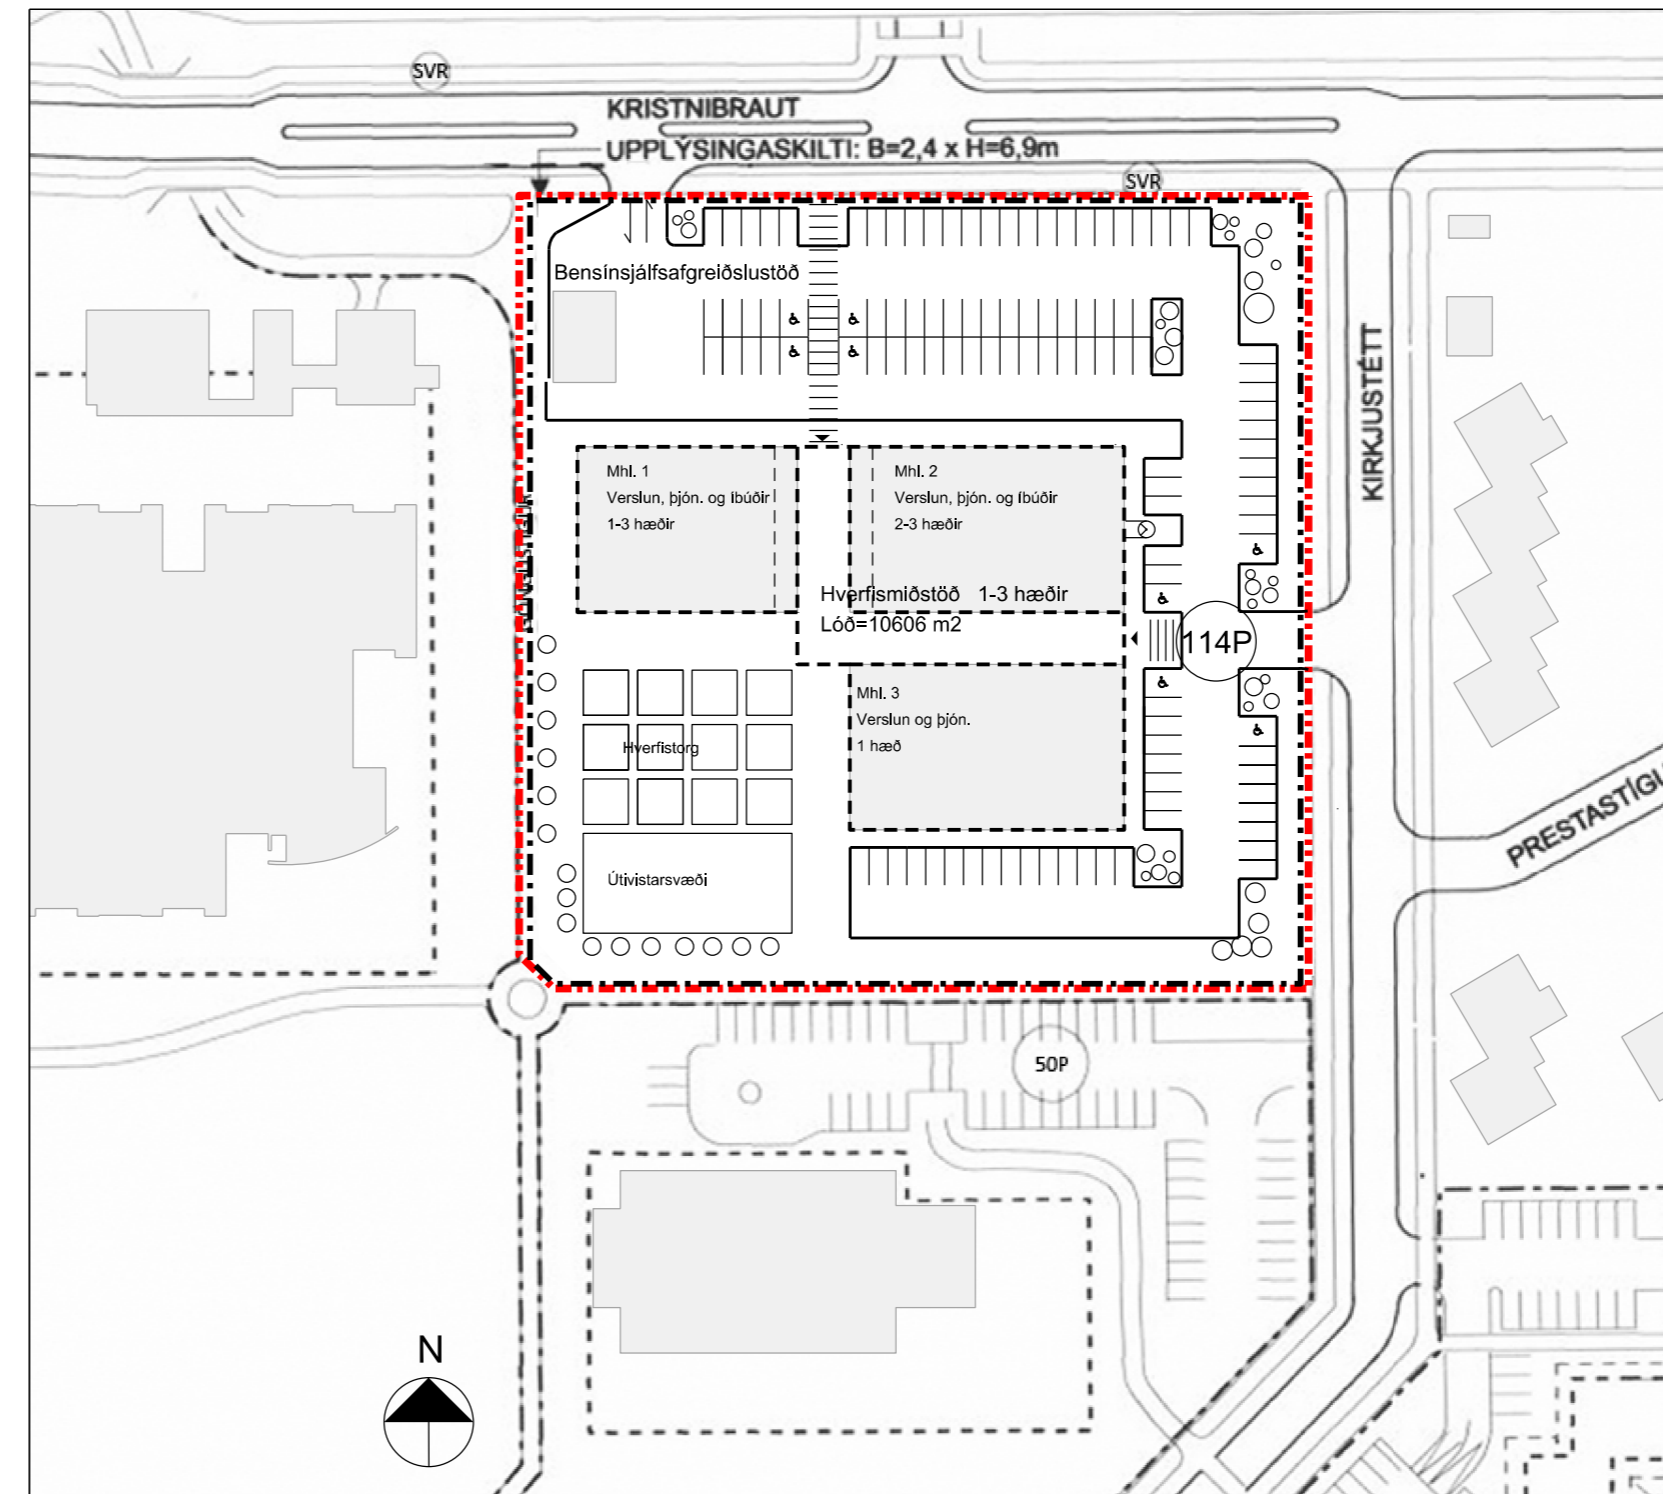 SVR
KRISTNIBRAUT
UPPLÝSINGASKILTI: B=2,4 x H=6,9m
SVR
Bensínsjálfsafgreiðslustöð
KIRKJUSTÉTT
Mhl. 1
Verslun, þjón. og íbúðir
1-3 hæðir
Mhl. 2
Verslun, þjón. og íbúðir
2-3 hæðir
Hverfismiðstöð 1-3 hæðir
Lóð=10606 m2
114P
Mhl. 3
Verslun og þjón.
1 hæð
Hverfistorg
PRESTASTÍGU
Útivistarsvæði
50P
N